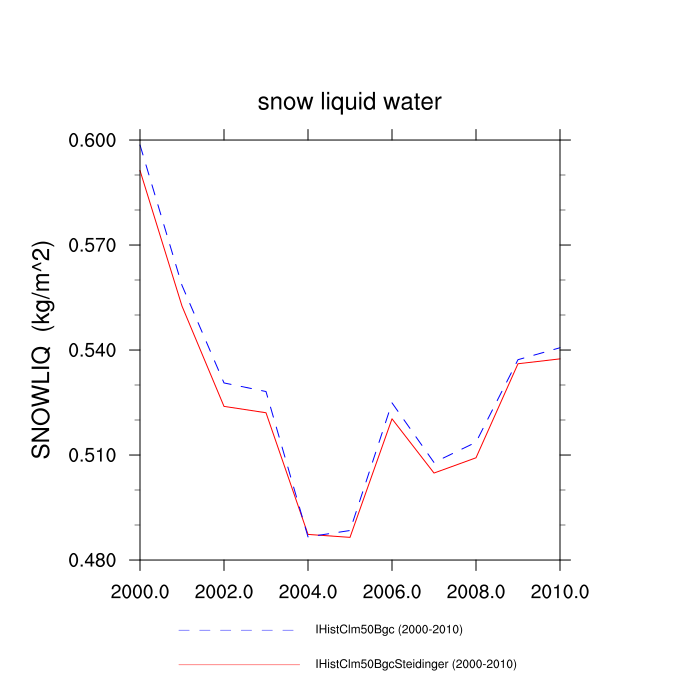 snow liquid water
SNOWLIQ (kg/m^2)
0.600
0.570
0.540
0.510
0.480
2000.0 2002.0 2004.0 2006.0 2008.0 2010.0
IHistClm50Bgc (2000-2010)
IHistClm50BgcSteidinger (2000-2010)